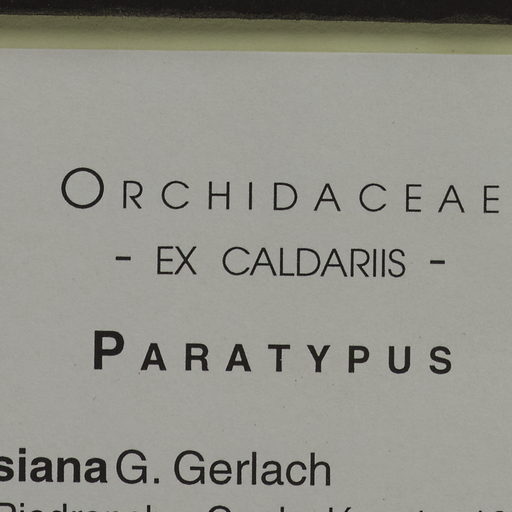 ORCHIDACEAE
- EX CALDARIIS -
PARATYPUS
siana G. Gerlach